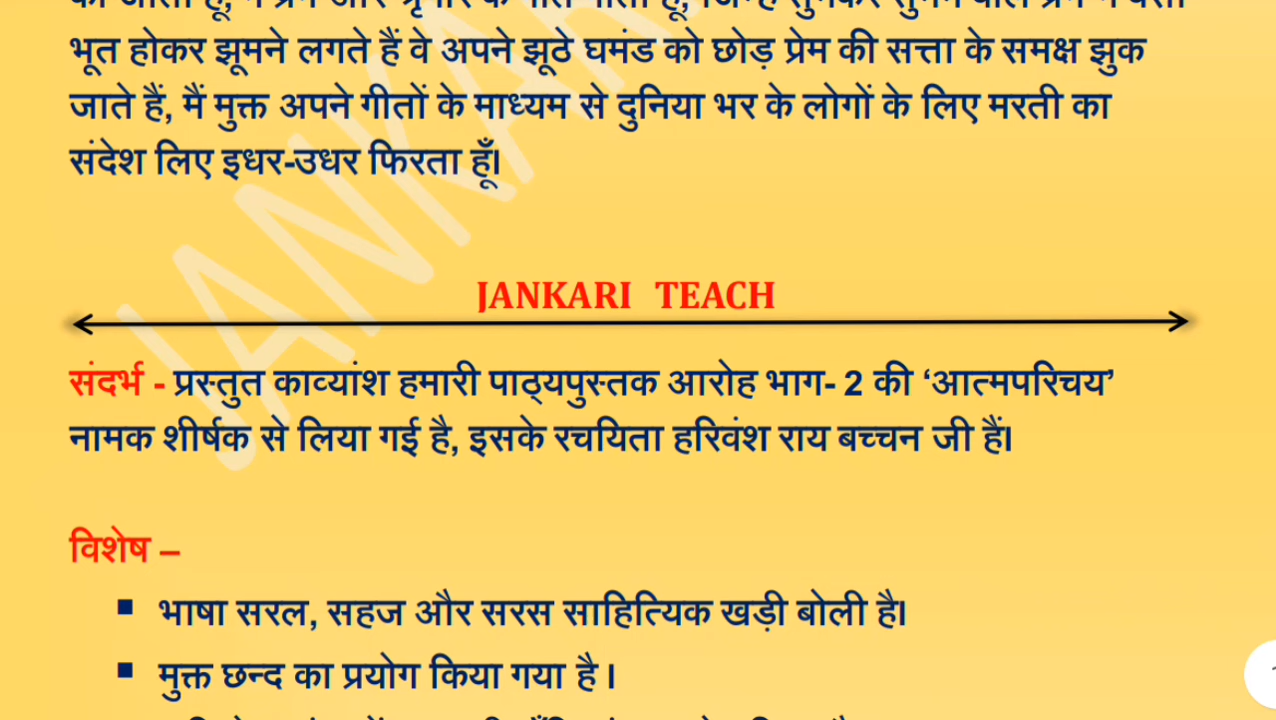 भूत होकर झूमने लगते हैं वे अपने झूठे घमंड को छोड़ प्रेम की सत्ता के समक्ष झुक
जाते हैं, मैं मुक्त अपने गीतों के माध्यम से दुनिया भर के लोगों के लिए मरती का
संदेश लिए इधर-उधर फिरता हूँ।
JANKARI TEACH
संदर्भ - प्रस्तुत काव्यांश हमारी पाठ्यपुस्तक आरोह भाग- 2 की ‘आत्मपरिचय’
नामक शीर्षक से लिया गई है, इसके रचयिता हरिवंश राय बच्चन जी हैं।
विशेष –
▪ भाषा सरल, सहज और सरस साहित्यिक खड़ी बोली है।
▪ मुक्त छन्द का प्रयोग किया गया है ।